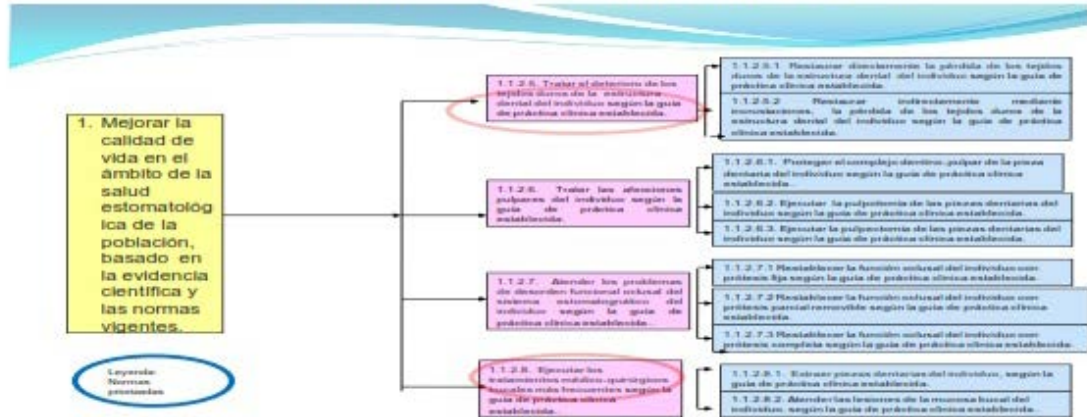 1. Mejorar la
calidad de
vida en el
ámbito de la
salud
estomatológ
ica de la
población,
basado en
la evidencia
científica y
las normas
vigentes.
Leyenda:
Normas
1.1.2.5. Tratar el deterioro de los
tejidos duros de la estructura
dental del individuo según la guía
de práctica clínica establecida.
1.1.2.5.1 Restaurar directamente la pérdida de los tejidos
duros de la estructura dental del individuo según la guía de
práctica clínica establecida.
1.1.2.5.2 Restaurar indirectamente mediante
incrustaciones, la pérdida de los tejidos duros de la
estructura dental del individuo según la guía de práctica
clínica establecida.
1.1.2.6. Tratar las afecciones
pulpares del individuo según la
guía de práctica clínica
establecida.
1.1.2.6.1. Proteger el complejo dentino-pulpar de la pieza
dentaria del individuo según la guía de práctica clínica
establecida.
1.1.2.6.2. Ejecutar la pulpotomía de las piezas dentarias del
individuo según la guía de práctica clínica establecida.
1.1.2.6.3. Ejecutar la pulpectomía de las piezas dentarias del
individuo según la guía de práctica clínica establecida.
1.1.2.7. Atender los problemas
de desorden funcional oclusal del
sistema estomatognático del
individuo según la guía de
práctica clínica establecida.
1.1.2.7.1 Restablecer la función oclusal del individuo con
prótesis fija según la guía de práctica clínica establecida.
1.1.2.7.2 Restablecer la función oclusal del individuo con
prótesis parcial removible según la guía de práctica clínica
establecida.
1.1.2.7.3 Restablecer la función oclusal del individuo con
prótesis completa según la guía de práctica clínica establecida.
1.1.2.8. Ejecutar los
tratamientos médico-quirúrgicos
bucales más frecuentes según la
guía de práctica clínica
establecida.
1.1.2.8.1. Extraer piezas dentarias del individuo, según la
guía de práctica clínica establecida.
1.1.2.8.2. Atender las lesiones de la mucosa bucal del
individuo, según la guía de práctica clínica establecida.